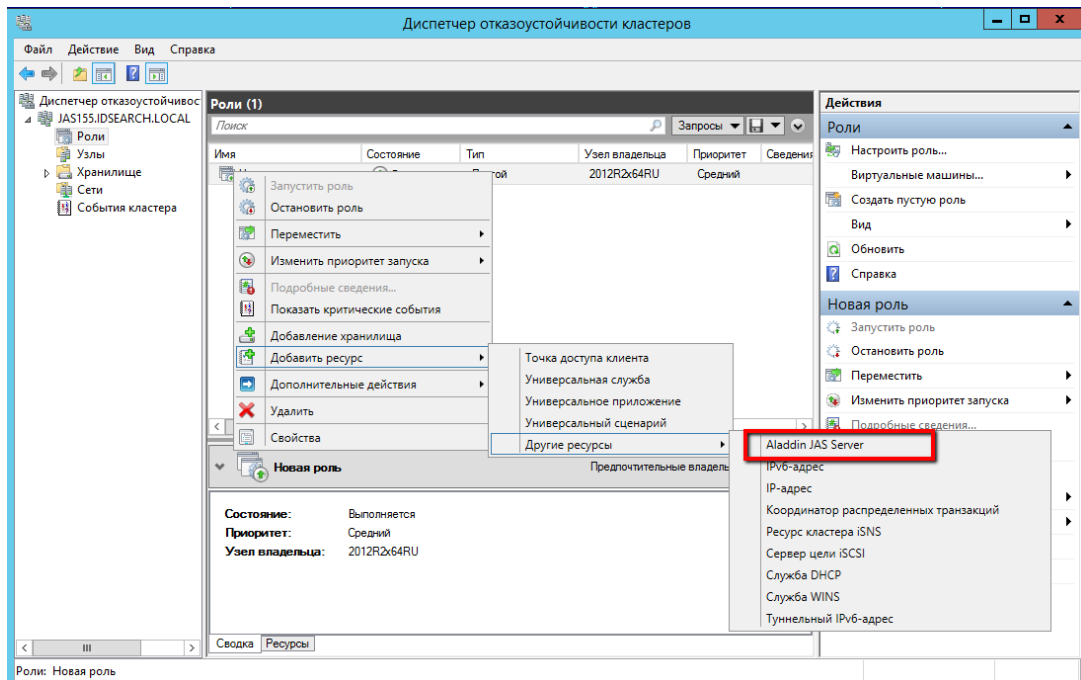 Диспетчер отказоустойчивости кластеров
Файл Действие Вид Справка
Диспетчер отказоустойчивос
JAS155.IDSEARCH.LOCAL
Роли
Узлы
Хранилище
Сети
События кластера
Роли (1)
Поиск
Запросы
Имя Состояние Тип Узел владельца Приоритет Сведения
2012R2x64RU Средний
Запустить роль
Остановить роль
Переместить
Изменить приоритет запуска
Подробные сведения...
Показать критические события
Добавление хранилища
Добавить ресурс
Дополнительные действия
Удалить
Свойства
Точка доступа клиента
Универсальная служба
Универсальное приложение
Универсальный сценарий
Другие ресурсы
Aladdin JAS Server
IPv6-адрес
IP-адрес
Координатор распределенных транзакций
Ресурс кластера iSNS
Сервер цели iSCSI
Служба DHCP
Служба WINS
Туннельный IPv6-адрес
Новая роль
Предпочтительные владель
Состояние: Выполняется
Приоритет: Средний
Узел владельца: 2012R2x64RU
Сводка Ресурсы
Действия
Роли
Настроить роль...
Виртуальные машины...
Создать пустую роль
Вид
Обновить
Справка
Новая роль
Запустить роль
Остановить роль
Переместить
Изменить приоритет запуска
Подробные сведения...
Роли: Новая роль